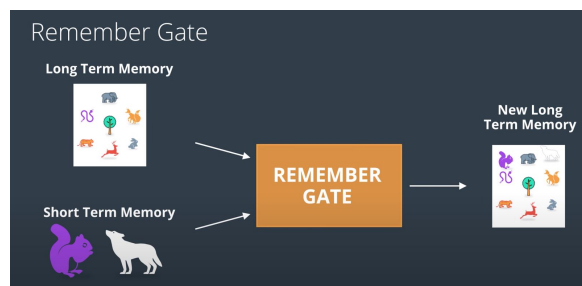 Remember Gate
Long Term Memory
Short Term Memory
REMEMBER
GATE
New Long
Term Memory